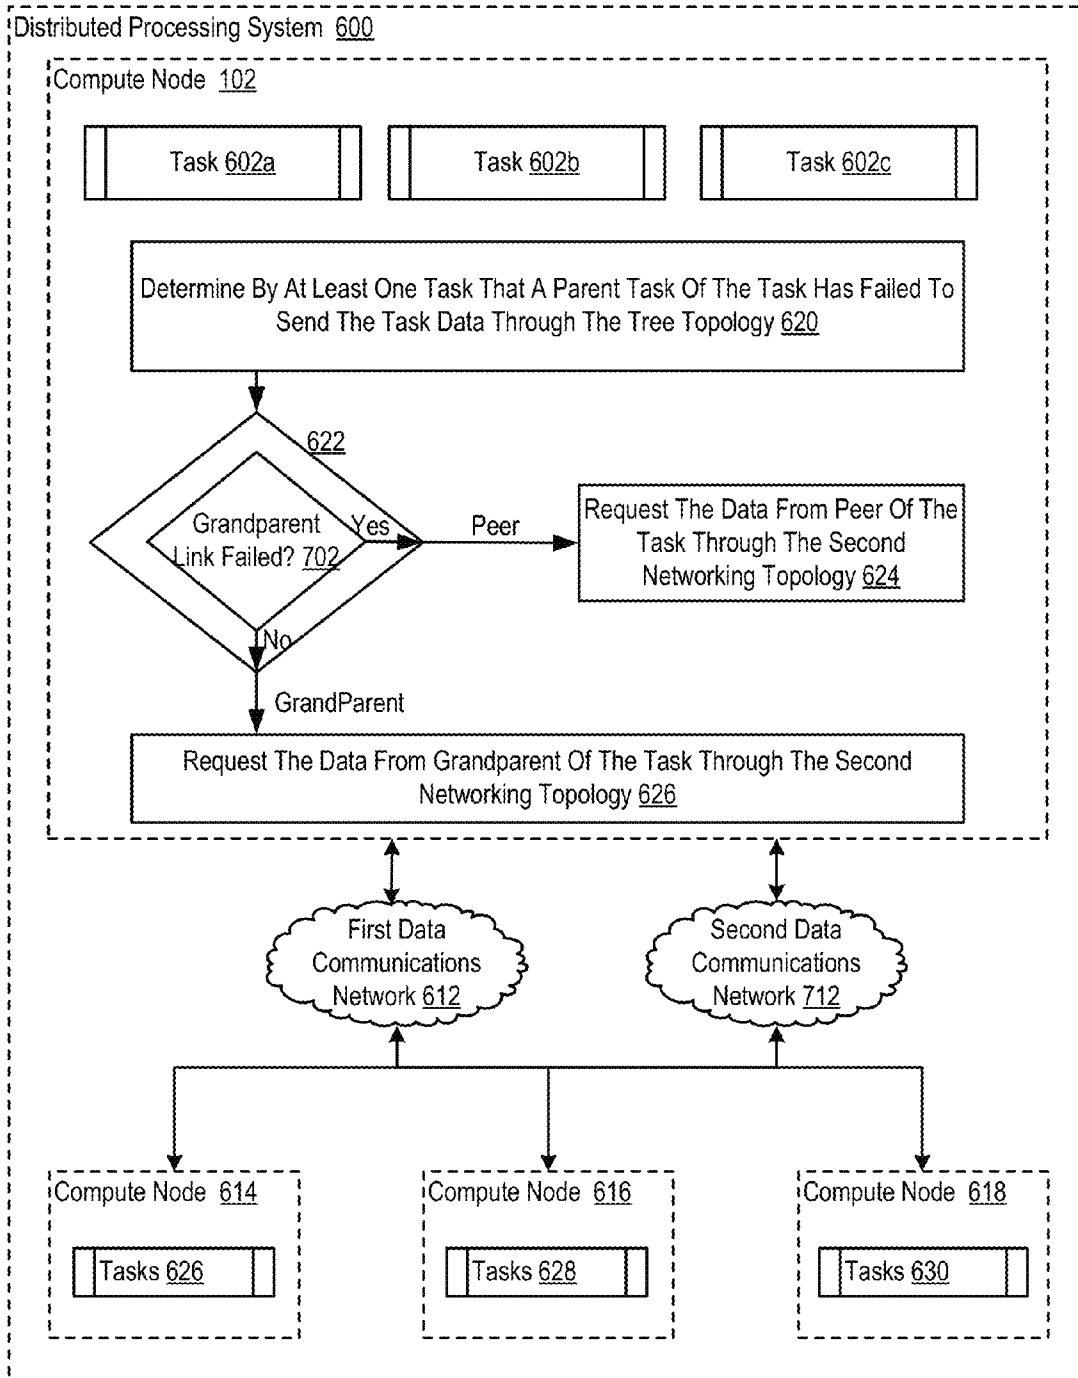 Distributed Processing System 600
Compute Node 102
Task 602a
Task 602b
Task 602c
Determine By At Least One Task That A Parent Task Of The Task Has Failed To
Send The Task Data Through The Tree Topology 620
622
Grandparent
Link Failed? 702
Yes
Peer
Request The Data From Peer Of The
Task Through The Second
Networking Topology 624
No
GrandParent
Request The Data From Grandparent Of The Task Through The Second
Networking Topology 626
First Data
Communications
Network 612
Second Data
Communications
Network 712
Compute Node 614
Tasks 626
Compute Node 616
Tasks 628
Compute Node 618
Tasks 630